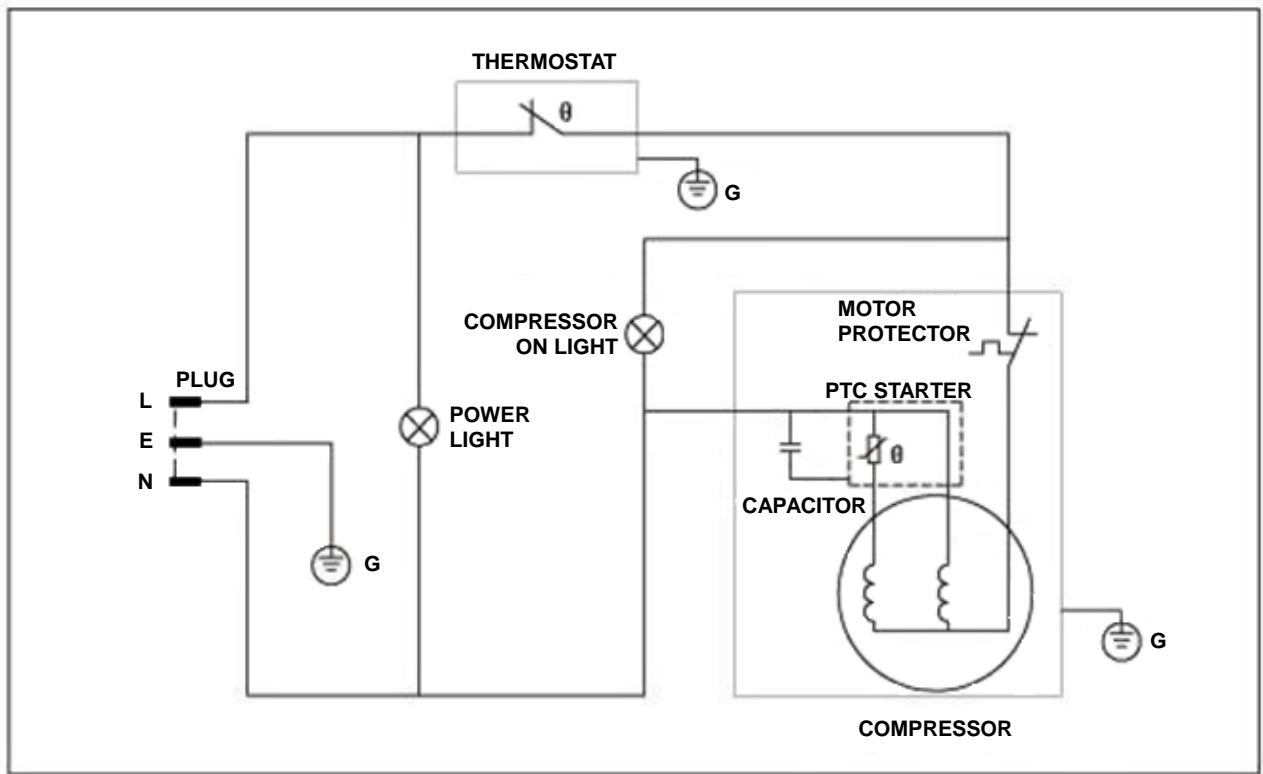 THERMOSTAT
θ
G
COMPRESSOR
ON LIGHT
MOTOR
PROTECTOR
PLUG
L
E
N
POWER
LIGHT
PTC STARTER
θ
CAPACITOR
G
G
COMPRESSOR